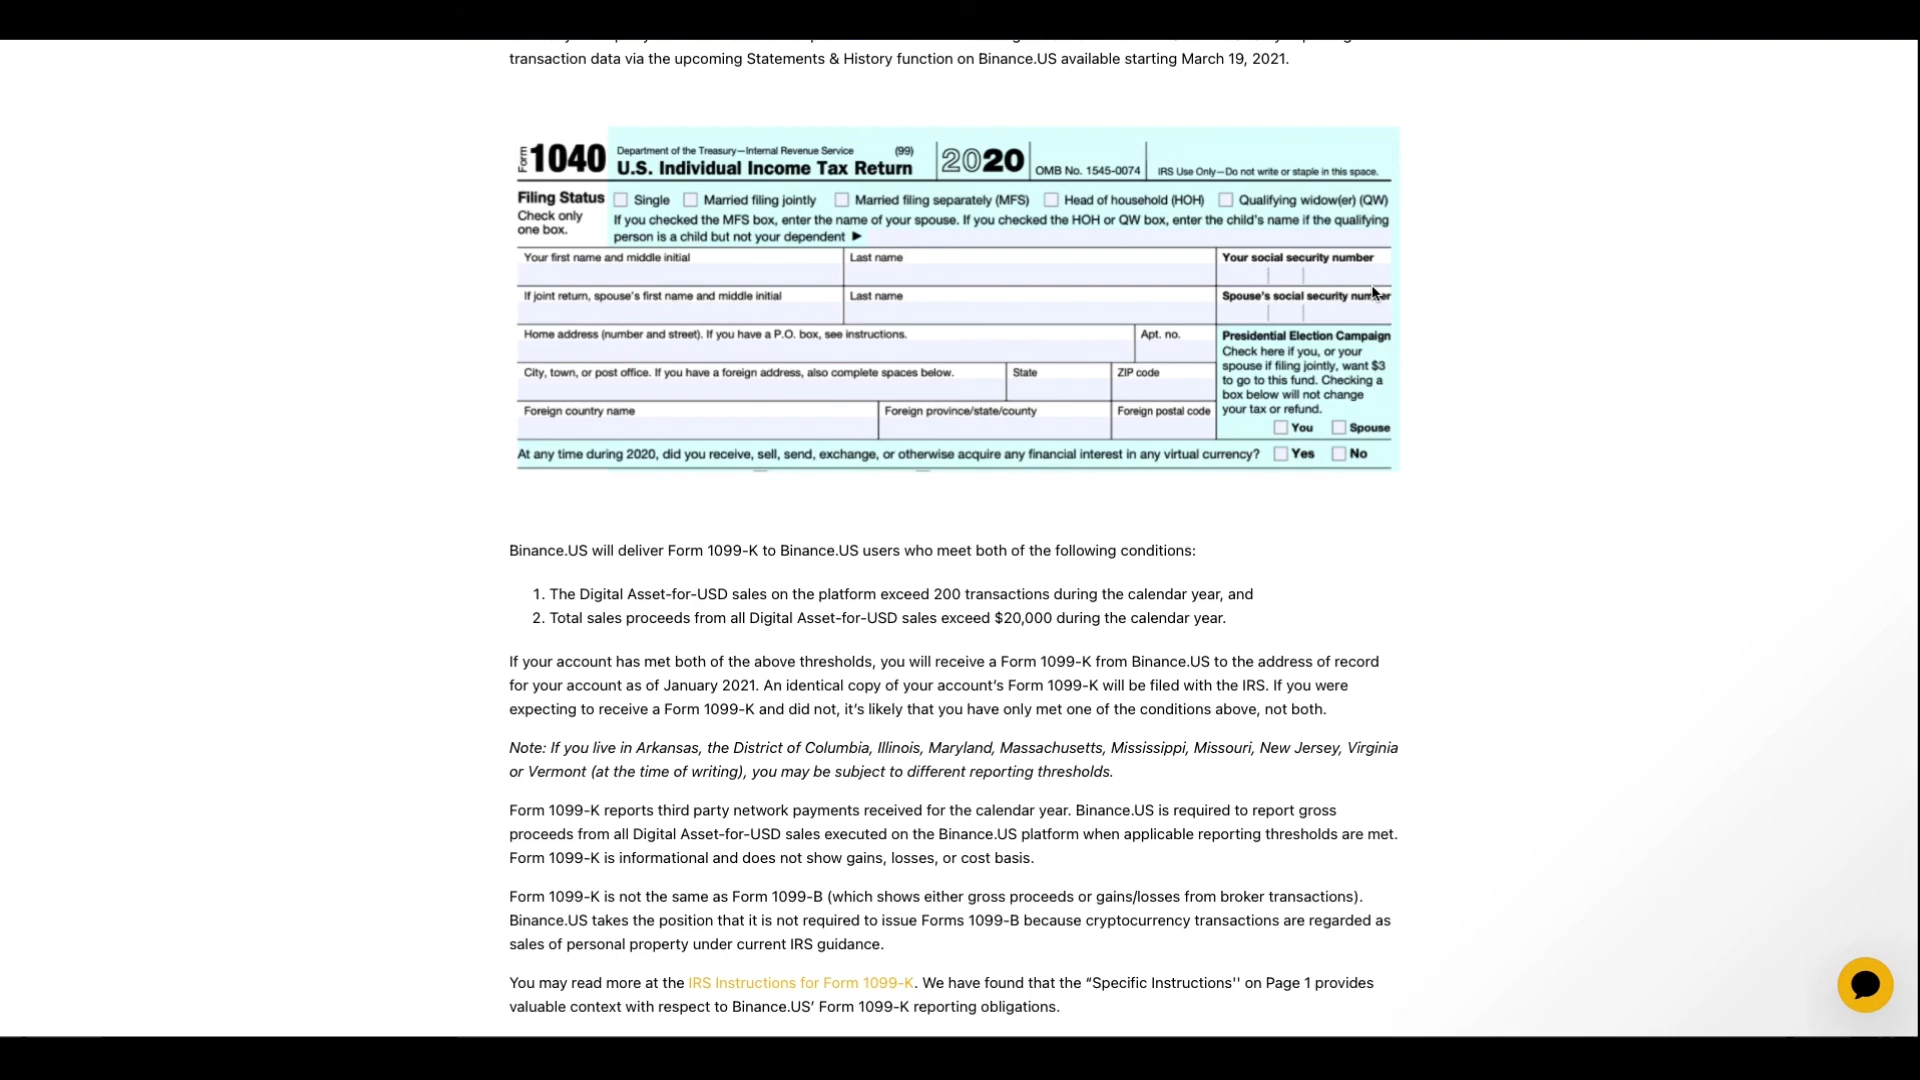 transaction data via the upcoming Statements & History function on Binance.US available starting March 19, 2021.
Form 1040 Department of the Treasury—Internal Revenue Service (99) U.S. Individual Income Tax Return 2020 OMB No. 1545-0074 IRS Use Only—Do not write or staple in this space.
Filing Status Single Married filing jointly Married filing separately (MFS) Head of household (HOH) Qualifying widow(er) (QW)
Check only
one box.
If you checked the MFS box, enter the name of your spouse. If you checked the HOH or QW box, enter the child's name if the qualifying
person is a child but not your dependent ►
Your first name and middle initial Last name Your social security number
If joint return, spouse's first name and middle initial Last name Spouse's social security number
Home address (number and street). If you have a P.O. box, see instructions. Apt. no.
City, town, or post office. If you have a foreign address, also complete spaces below. State ZIP code
Foreign country name Foreign province/state/county Foreign postal code
Presidential Election Campaign
Check here if you, or your
spouse if filing jointly, want $3
to go to this fund. Checking a
box below will not change
your tax or refund.
You Spouse
At any time during 2020, did you receive, sell, send, exchange, or otherwise acquire any financial interest in any virtual currency? Yes No
Binance.US will deliver Form 1099-K to Binance.US users who meet both of the following conditions:
1. The Digital Asset-for-USD sales on the platform exceed 200 transactions during the calendar year, and
2. Total sales proceeds from all Digital Asset-for-USD sales exceed $20,000 during the calendar year.
If your account has met both of the above thresholds, you will receive a Form 1099-K from Binance.US to the address of record
for your account as of January 2021. An identical copy of your account’s Form 1099-K will be filed with the IRS. If you were
expecting to receive a Form 1099-K and did not, it’s likely that you have only met one of the conditions above, not both.
Note: If you live in Arkansas, the District of Columbia, Illinois, Maryland, Massachusetts, Mississippi, Missouri, New Jersey, Virginia
or Vermont (at the time of writing), you may be subject to different reporting thresholds.
Form 1099-K reports third party network payments received for the calendar year. Binance.US is required to report gross
proceeds from all Digital Asset-for-USD sales executed on the Binance.US platform when applicable reporting thresholds are met.
Form 1099-K is informational and does not show gains, losses, or cost basis.
Form 1099-K is not the same as Form 1099-B (which shows either gross proceeds or gains/losses from broker transactions).
Binance.US takes the position that it is not required to issue Forms 1099-B because cryptocurrency transactions are regarded as
sales of personal property under current IRS guidance.
You may read more at the IRS Instructions for Form 1099-K. We have found that the “Specific Instructions'' on Page 1 provides
valuable context with respect to Binance.US’ Form 1099-K reporting obligations.